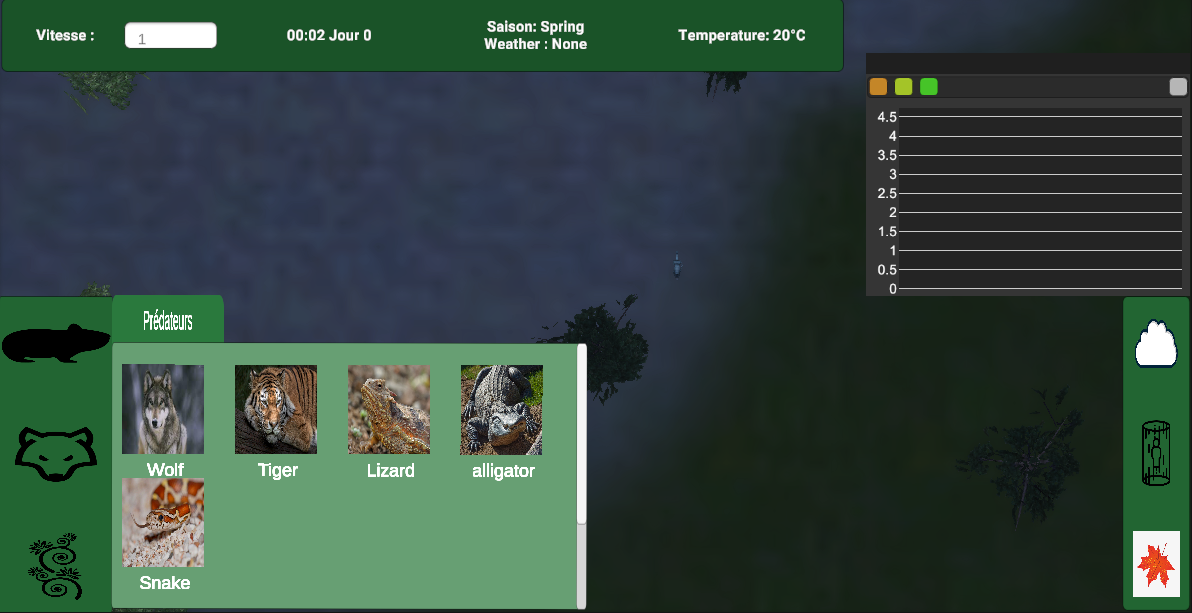 Vitesse :
1
00:02 Jour 0
Saison: Spring
Weather : None
Temperature: 20°C
4.5
4
3.5
3
2.5
2
1.5
1
0.5
0
Prédateurs
Wolf
Tiger
Lizard
alligator
Snake